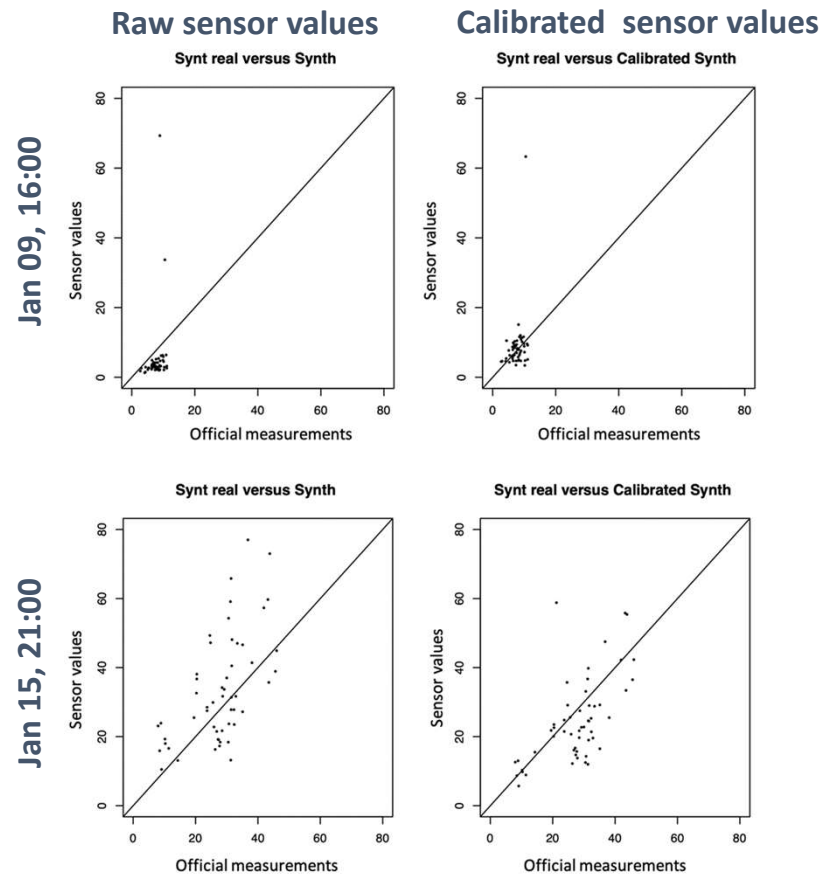 Raw sensor values
Calibrated sensor values
Synt real versus Synth
Synt real versus Calibrated Synth
Jan 09, 16:00
Sensor values
80
60
40
20
0
0 20 40 60 80
Official measurements
Sensor values
80
60
40
20
0
0 20 40 60 80
Official measurements
Synt real versus Synth
Synt real versus Calibrated Synth
Jan 15, 21:00
Sensor values
80
60
40
20
0
0 20 40 60 80
Official measurements
Sensor values
80
60
40
20
0
0 20 40 60 80
Official measurements